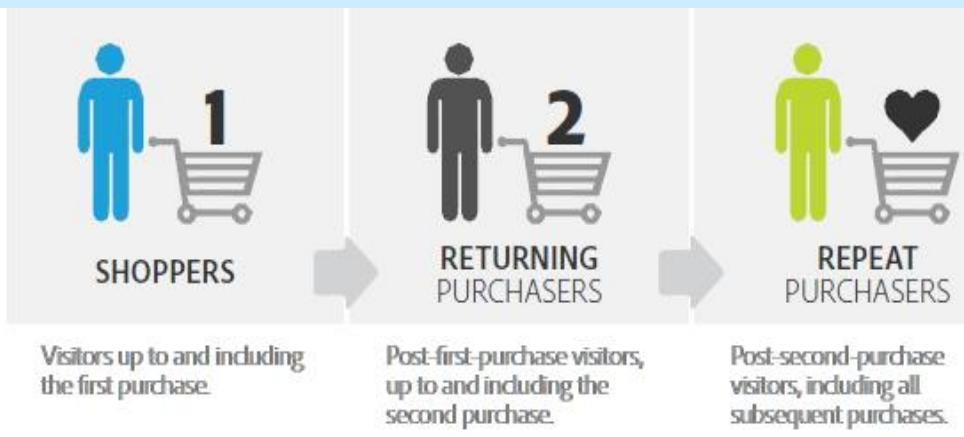 1
SHOPPERS
Visitors up to and including
the first purchase.
2
RETURNING
PURCHASERS
Post-first-purchase visitors,
up to and including the
second purchase.
REPEAT
PURCHASERS
Post-second-purchase
visitors, including all
subsequent purchases.